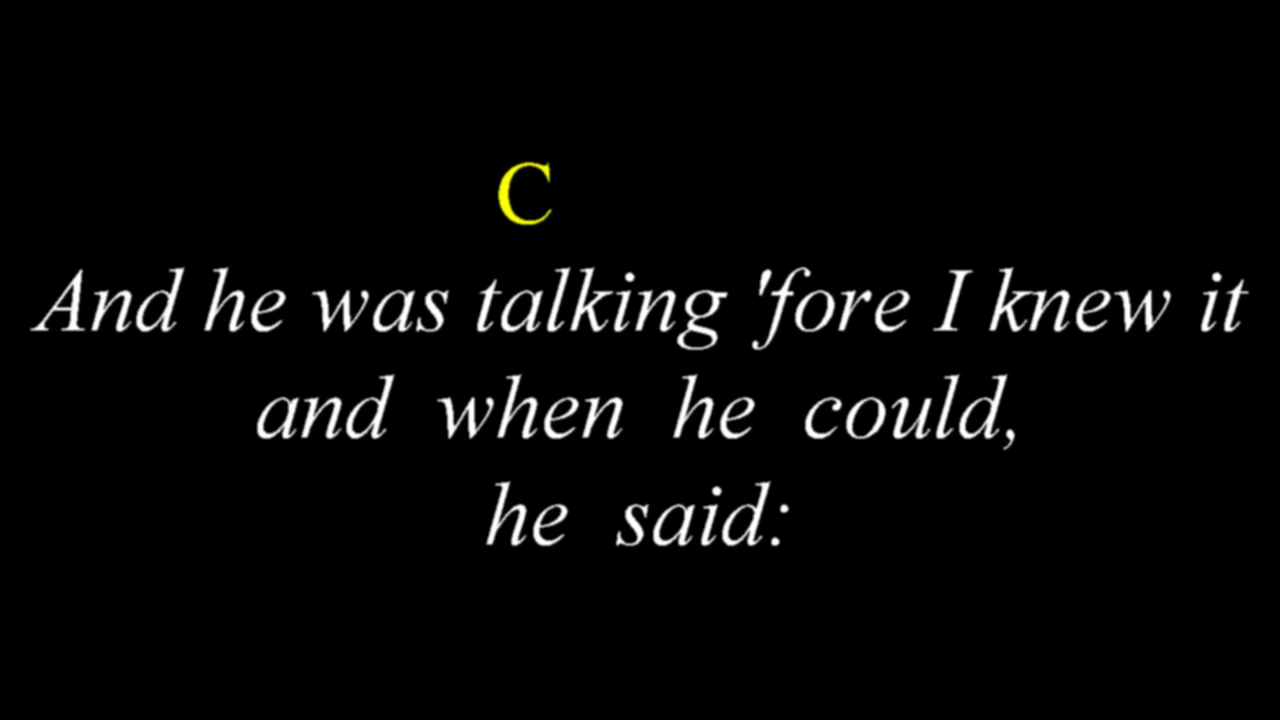 C
And he was talking 'fore I knew it
and when he could,
he said: